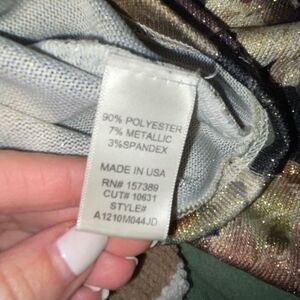 90% POLYESTER
7% METALLIC
3%SPANDEX
MADE IN USA
RN# 157389
CUT# 10631
STYLE#
A1210M044JD